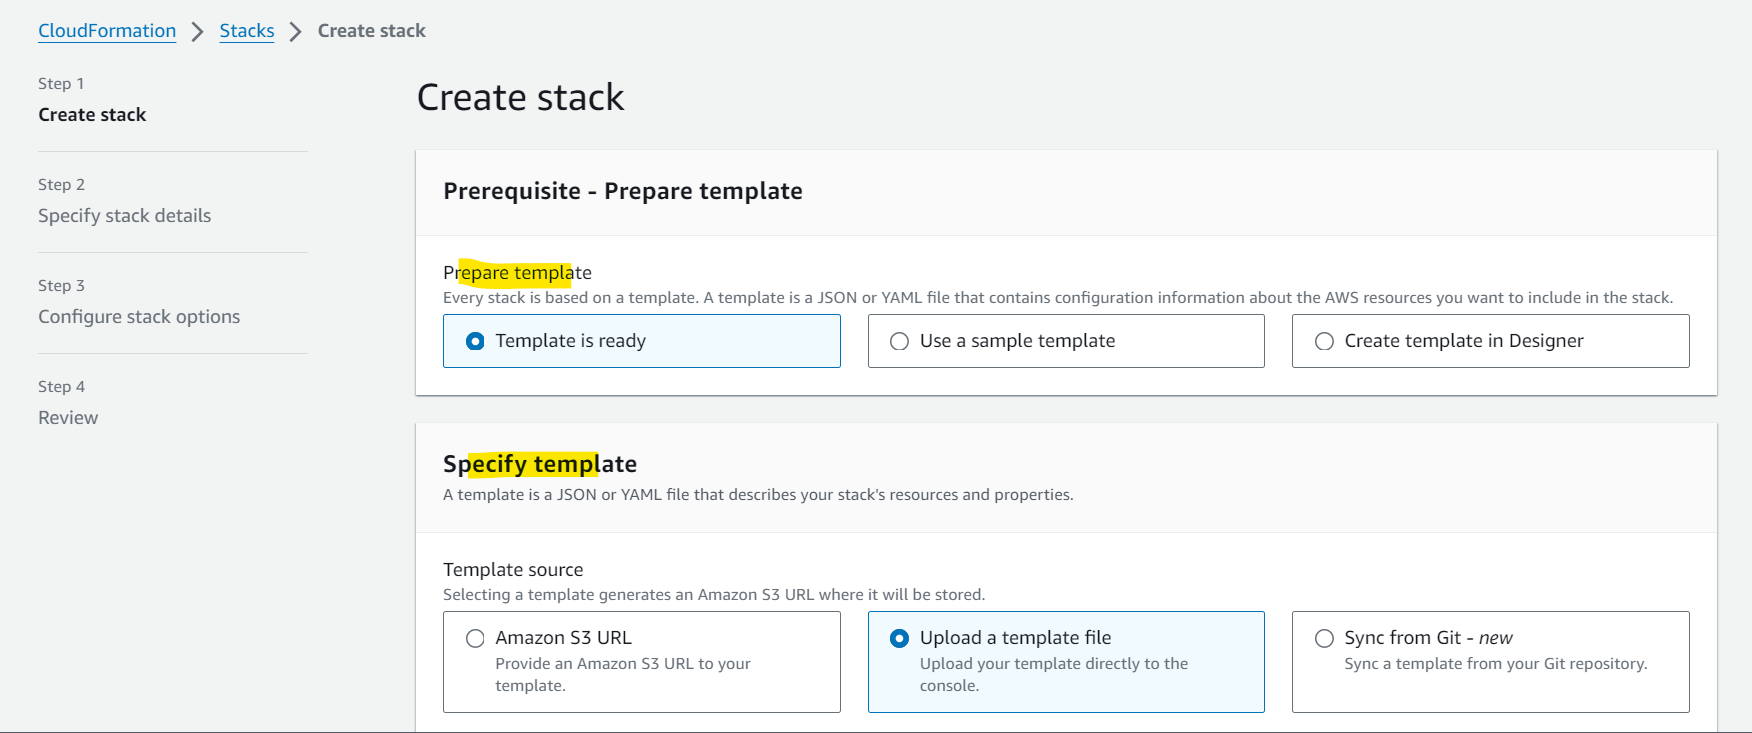 CloudFormation > Stacks > Create stack
Step 1
Create stack
Step 2
Specify stack details
Step 3
Configure stack options
Step 4
Review
Create stack
Prerequisite - Prepare template
Prepare template
Every stack is based on a template. A template is a JSON or YAML file that contains configuration information about the AWS resources you want to include in the stack.
Template is ready
Use a sample template
Create template in Designer
Specify template
A template is a JSON or YAML file that describes your stack's resources and properties.
Template source
Selecting a template generates an Amazon S3 URL where it will be stored.
Amazon S3 URL
Provide an Amazon S3 URL to your
template.
Upload a template file
Upload your template directly to the
console.
Sync from Git - new
Sync a template from your Git repository.